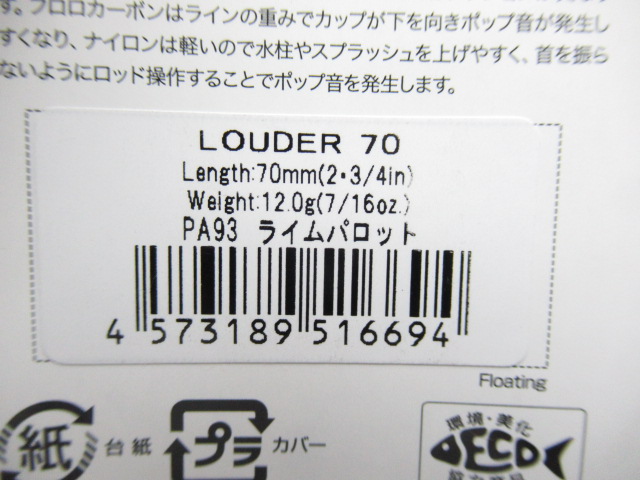 す。フロロカーボンはラインの重みでカップが下を向きポップ音が発生し
すくなり、ナイロンは軽いので水柱やスプラッシュを上げやすく、首を振ら
ないようにロッド操作することでポップ音を発生します。
LOUDER 70
Length:70mm(2・3/4in)
Weight:12.0g(7/16oz.)
PA93 ライムパロット
4 573189 516694
Floating
紙 台紙 プラ カバー
環境・美化
ECO